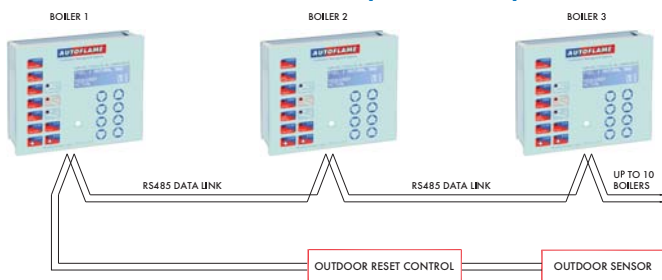 BOILER 1
BOILER 2
BOILER 3
AUTOFLAME
AUTOFLAME
AUTOFLAME
RS485 DATA LINK
RS485 DATA LINK
UP TO 10
BOILERS
OUTDOOR RESET CONTROL
OUTDOOR SENSOR